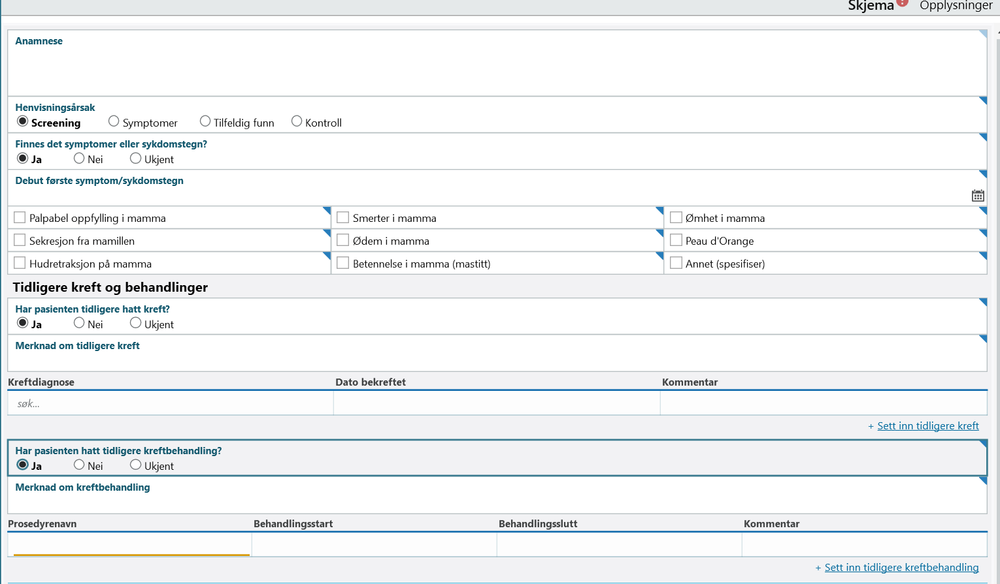 Skjema Opplysninger
Anamnese
Henvisningsårsak
Screening Symptomer Tilfeldig funn Kontroll
Finnes det symptomer eller sykdomstegn?
Ja Nei Ukjent
Debut første symptom/sykdomstegn
Palpabel oppfylling i mamma Smerter i mamma Ømhet i mamma
Sekresjon fra mamillen Ødem i mamma Peau d'Orange
Hudretraksjon på mamma Betennelse i mamma (mastitt) Annet (spesifiser)
Tidligere kreft og behandlinger
Har pasienten tidligere hatt kreft?
Ja Nei Ukjent
Merknad om tidligere kreft
Kreftdiagnose Dato bekreftet Kommentar
søk...
+ Sett inn tidligere kreft
Har pasienten hatt tidligere kreftbehandling?
Ja Nei Ukjent
Merknad om kreftbehandling
Prosedyrenavn Behandlingsstart Behandlingsslutt Kommentar
+ Sett inn tidligere kreftbehandling